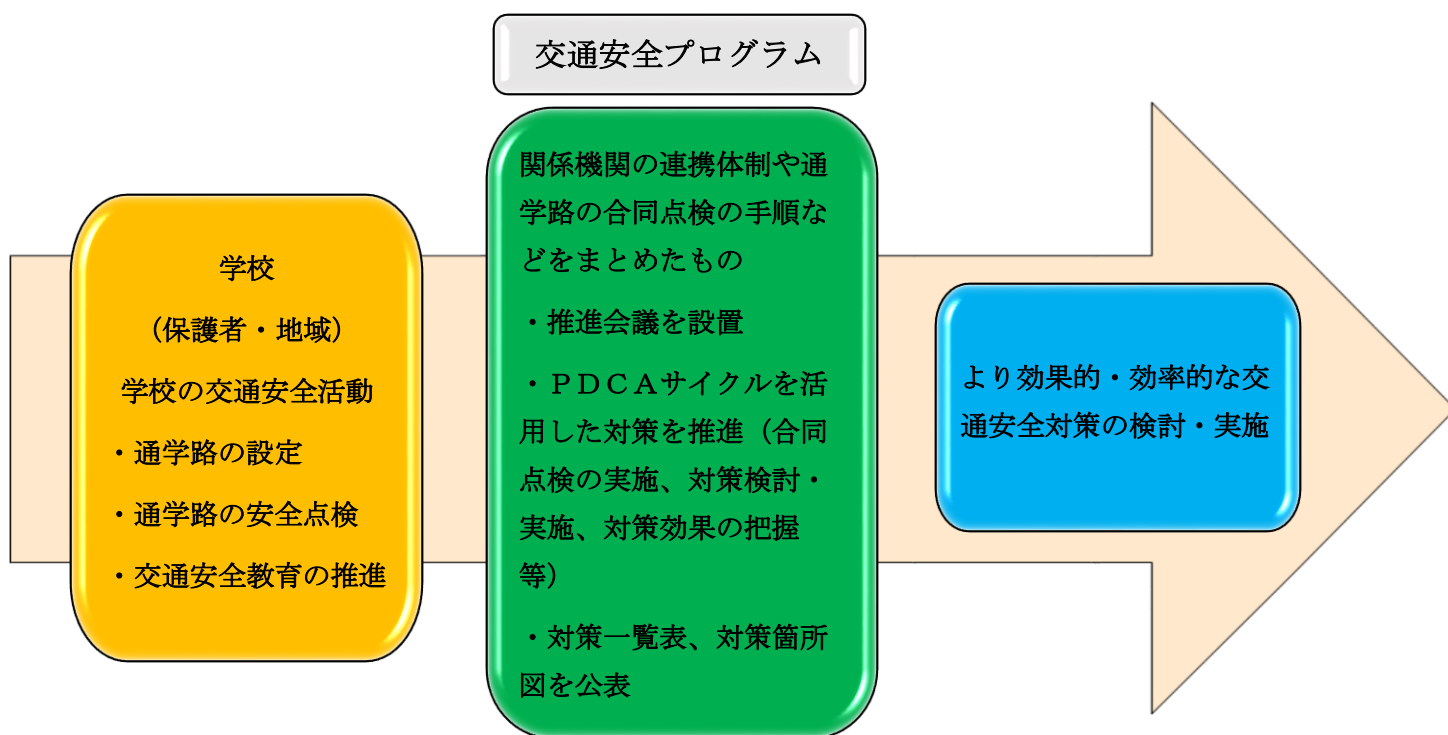 交通安全プログラム
学校
（保護者・地域）
学校の交通安全活動
・通学路の設定
・通学路の安全点検
・交通安全教育の推進
関係機関の連携体制や通
学路の合同点検の手順な
どをまとめたもの
・推進会議を設置
・ＰＤＣＡサイクルを活
用した対策を推進（合同
点検の実施、対策検討・
実施、対策効果の把握
等）
・対策一覧表、対策箇所
図を公表
より効果的・効率的な交
通安全対策の検討・実施